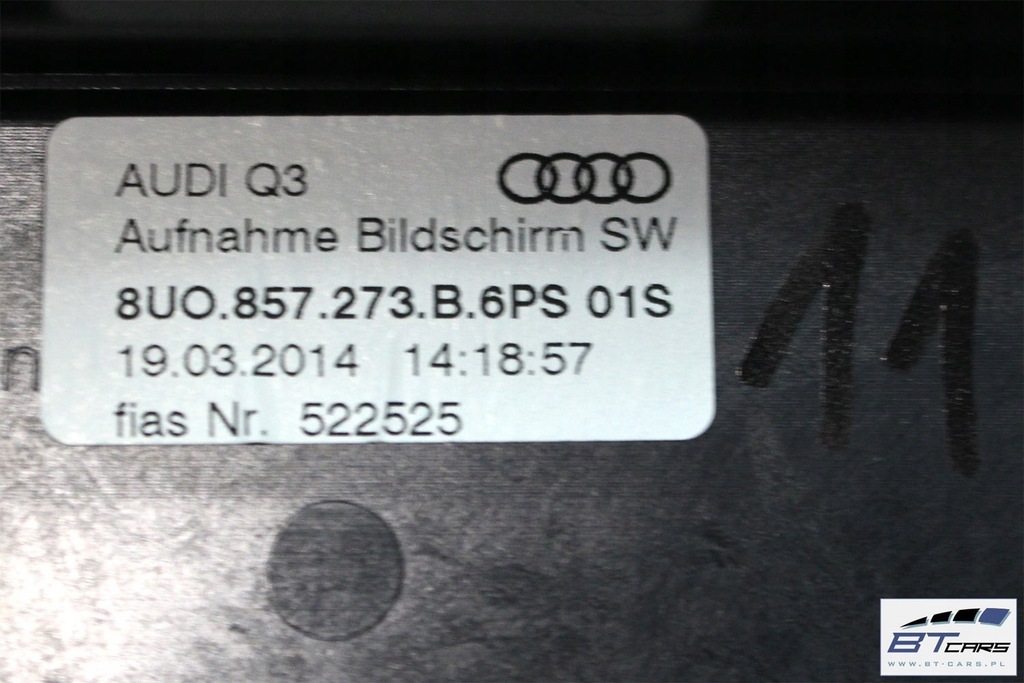 AUDI Q3
Aufnahme Bildschirm SW
8UO.857.273.B.6PS 01S
19.03.2014 14:18:57
fias Nr. 522525
n
11
BT CARS
WWW.BT-CARS.PL